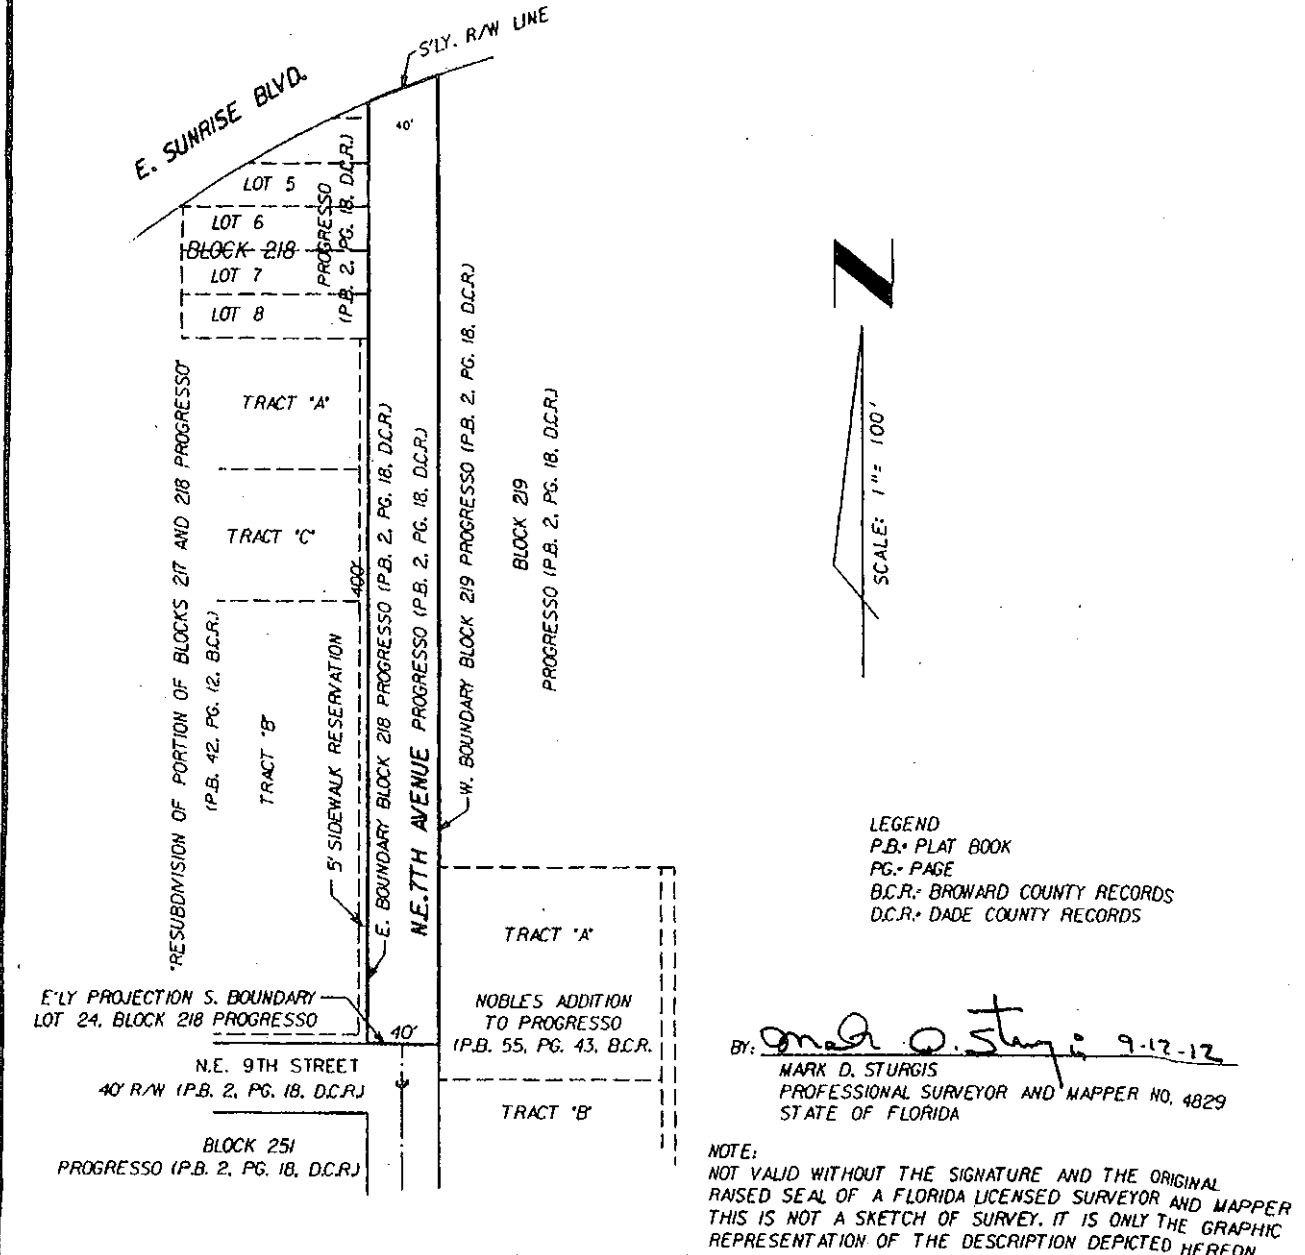 S'LY. R/W LINE
E. SUNRISE BLVD.
40'
LOT 5
LOT 6
BLOCK 218
LOT 7
LOT 8
PROGRESSO
(P.B. 2, PG. 18, D.C.R.)
TRACT "A"
TRACT "C"
400'
TRACT "B"
"RESUBDIVISION OF PORTION OF BLOCKS 217 AND 218 PROGRESSO"
(P.B. 42, PG. 12, B.C.R.)
5' SIDEWALK RESERVATION
E. BOUNDARY BLOCK 218 PROGRESSO (P.B. 2, PG. 18, D.C.R.)
N.E.7TH AVENUE PROGRESSO (P.B. 2, PG. 18, D.C.R.)
W. BOUNDARY BLOCK 219 PROGRESSO (P.B. 2, PG. 18, D.C.R.)
BLOCK 219
PROGRESSO (P.B. 2, PG. 18, D.C.R.)
N
SCALE: 1"= 100'
LEGEND
P.B.= PLAT BOOK
PG.= PAGE
B.C.R.= BROWARD COUNTY RECORDS
D.C.R.= DADE COUNTY RECORDS
TRACT "A"
NOBLES ADDITION
TO PROGRESSO
(P.B. 55, PG. 43, B.C.R.
TRACT "B"
E'LY PROJECTION S. BOUNDARY
LOT 24, BLOCK 218 PROGRESSO
40'
N.E. 9TH STREET
40' R/W (P.B. 2, PG. 18, D.C.R.)
BLOCK 251
PROGRESSO (P.B. 2, PG. 18, D.C.R.)
BY: Mark D. Sturgis 9-12-12
MARK D. STURGIS
PROFESSIONAL SURVEYOR AND MAPPER NO. 4829
STATE OF FLORIDA
NOTE:
NOT VALID WITHOUT THE SIGNATURE AND THE ORIGINAL
RAISED SEAL OF A FLORIDA LICENSED SURVEYOR AND MAPPER
THIS IS NOT A SKETCH OF SURVEY, IT IS ONLY THE GRAPHIC
REPRESENTATION OF THE DESCRIPTION DEPICTED HEREON